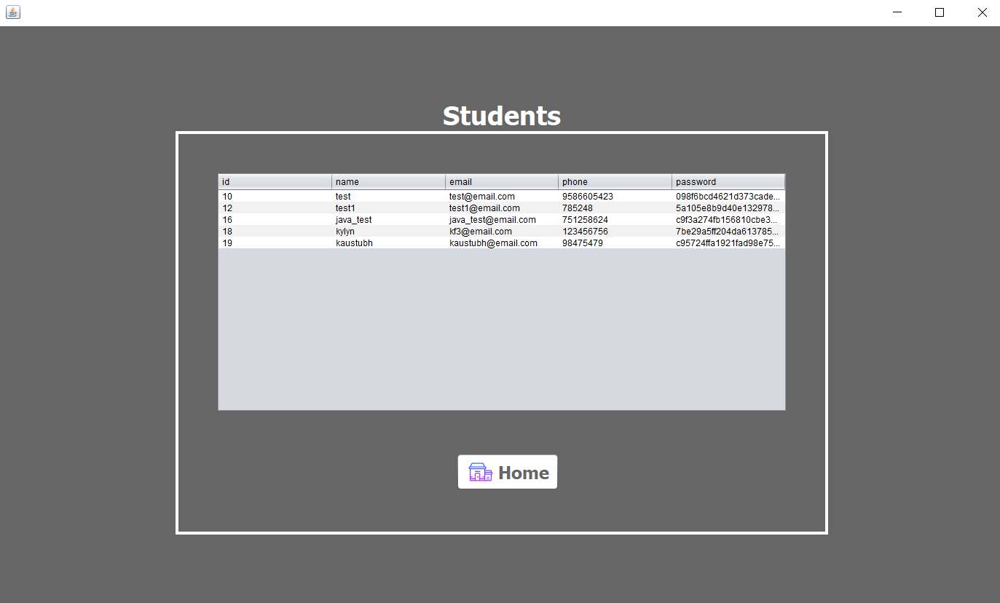 Students
id name email phone password
10 test test@email.com 9586605423 098f6bcd4621d373cade...
12 test1 test1@email.com 785248 5a105e8b9d40e132978...
16 java_test java_test@email.com 751258624 c9f3a274fb156810cbe3...
18 kylyn kf3@email.com 123456756 7be29a5ff204da613785...
19 kaustubh kaustubh@email.com 98475479 c95724ffa1921fad98e75...
Home